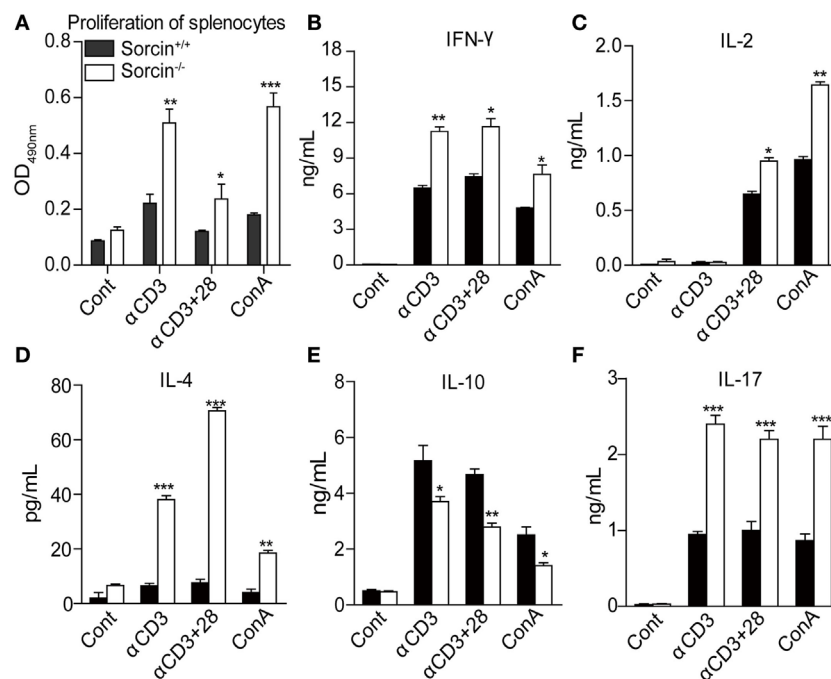 A Proliferation of splenocytes
Sorcin+/+
Sorcin-/-
OD490nm
0.8
0.6
0.4
0.2
0.0
**
*
***
Cont
αCD3
αCD3+28
ConA
B IFN-γ
ng/mL
18
15
12
9
6
3
0
**
*
*
Cont
αCD3
αCD3+28
ConA
C IL-2
ng/mL
2.0
1.5
1.0
0.5
0.0
*
**
Cont
αCD3
αCD3+28
ConA
D IL-4
pg/mL
80
60
40
20
0
***
***
**
Cont
αCD3
αCD3+28
ConA
E IL-10
ng/mL
8
6
4
2
0
*
**
*
Cont
αCD3
αCD3+28
ConA
F IL-17
ng/mL
3
2
1
0
***
***
***
Cont
αCD3
αCD3+28
ConA